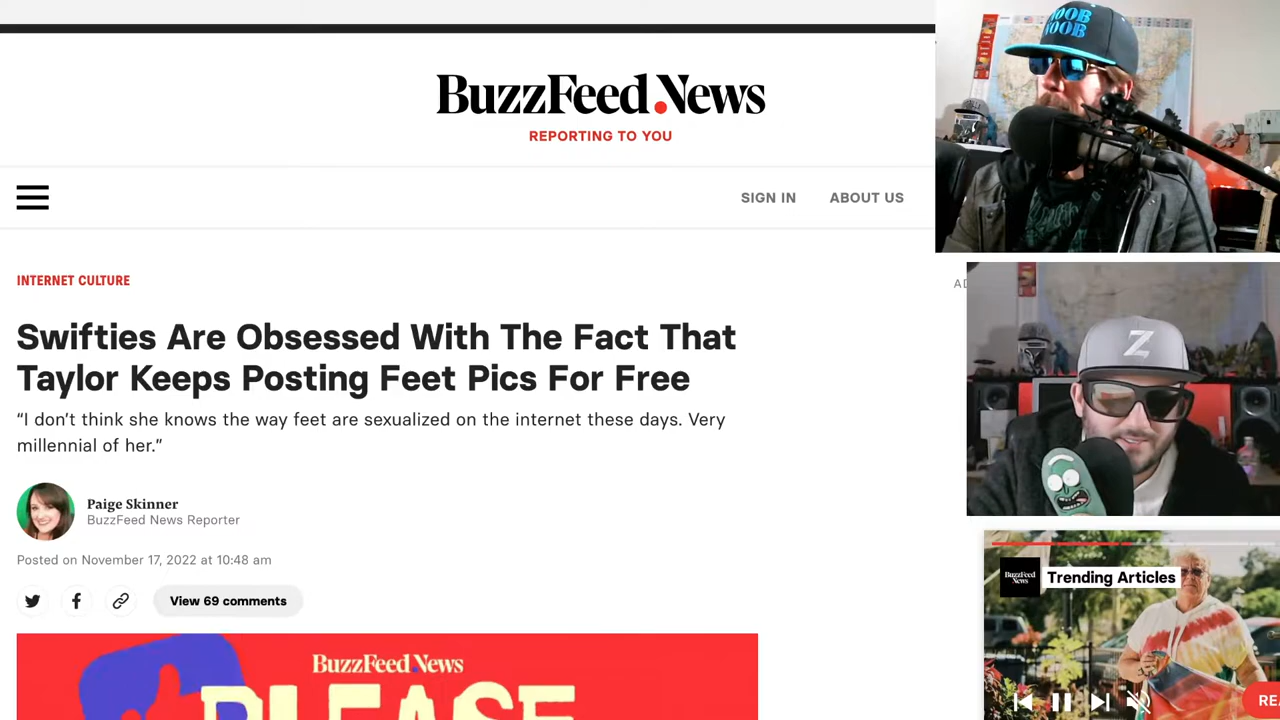 BuzzFeed News
REPORTING TO YOU
SIGN IN
ABOUT US
INTERNET CULTURE
Swifties Are Obsessed With The Fact That
Taylor Keeps Posting Feet Pics For Free
“I don’t think she knows the way feet are sexualized on the internet these days. Very
millennial of her.”
Paige Skinner
BuzzFeed News Reporter
Posted on November 17, 2022 at 10:48 am
View 69 comments
BuzzFeed News
PLEASE
NOOB
NOOB
Z
BuzzFeed
News
Trending Articles